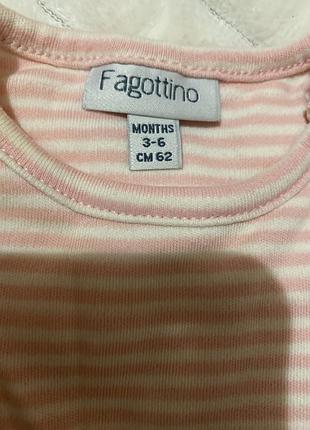 Fagottino
MONTHS
3-6
CM 62